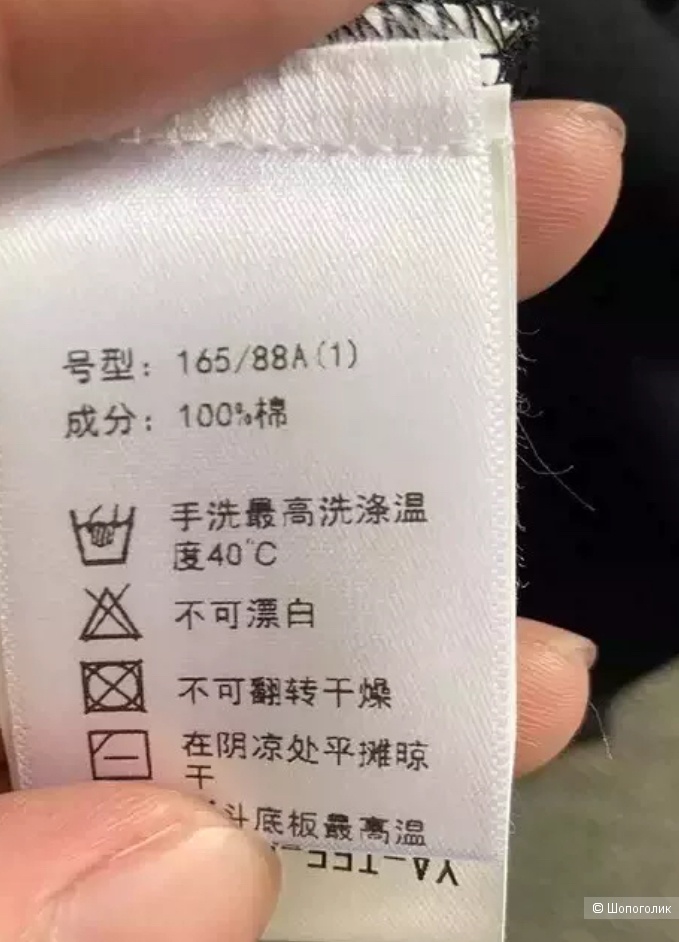 号型：165/88A(1)
成分：100%棉
手洗最高洗涤温
度40°C
不可漂白
不可翻转干燥
在阴凉处平摊晾
干
斗底板最高温
© Шопоголик